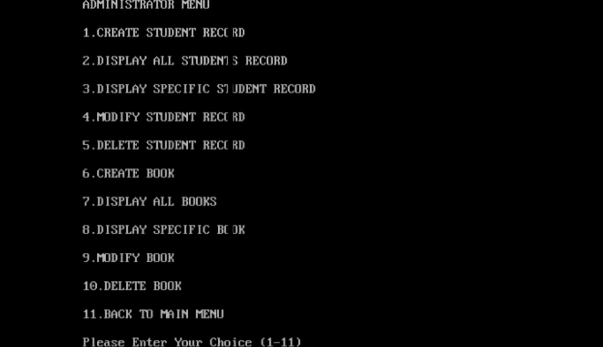 ADMINISTRATOR MENU
1.CREATE STUDENT RECORD
2.DISPLAY ALL STUDENTS RECORD
3.DISPLAY SPECIFIC STUDENT RECORD
4.MODIFY STUDENT RECORD
5.DELETE STUDENT RECORD
6.CREATE BOOK
7.DISPLAY ALL BOOKS
8.DISPLAY SPECIFIC BOOK
9.MODIFY BOOK
10.DELETE BOOK
11.BACK TO MAIN MENU
Please Enter Your Choice (1-11)